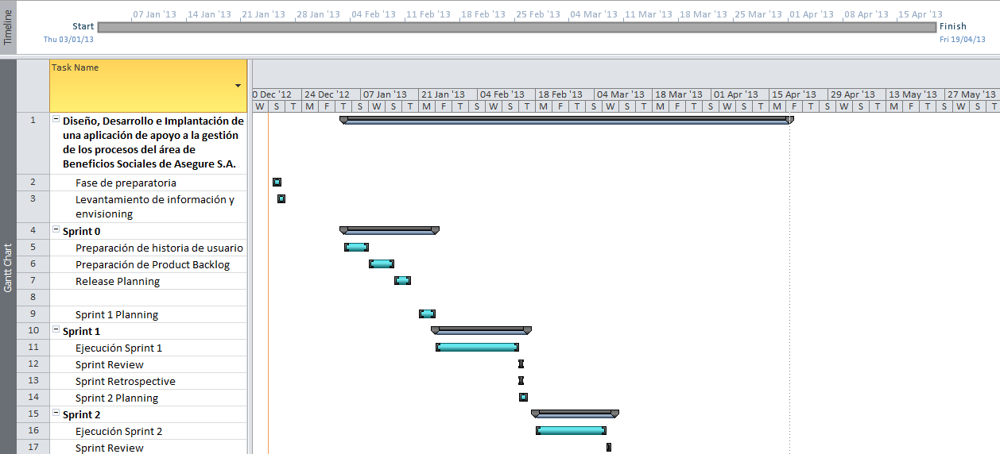 Timeline
07 Jan '13 14 Jan '13 21 Jan '13 28 Jan '13 04 Feb '13 11 Feb '13 18 Feb '13 25 Feb '13 04 Mar '13 11 Mar '13 18 Mar '13 25 Mar '13 01 Apr '13 08 Apr '13 15 Apr '13
Start Finish
Thu 03/01/13 Fri 19/04/13
Gantt Chart
Task Name
0 Dec '12 24 Dec '12 07 Jan '13 21 Jan '13 04 Feb '13 18 Feb '13 04 Mar '13 18 Mar '13 01 Apr '13 15 Apr '13 29 Apr '13 13 May '13 27 May '13
W S T M F T S W S T M F T S W S T M F T S W S T M F T S W S T M F T S W S T M F T S W S T
1 Diseño, Desarrollo e Implantación de
una aplicación de apoyo a la gestión
de los procesos del área de
Beneficios Sociales de Asegure S.A.
2 Fase de preparatoria
3 Levantamiento de información y
envisioning
4 Sprint 0
5 Preparación de historia de usuario
6 Preparación de Product Backlog
7 Release Planning
8
9 Sprint 1 Planning
10 Sprint 1
11 Ejecución Sprint 1
12 Sprint Review
13 Sprint Retrospective
14 Sprint 2 Planning
15 Sprint 2
16 Ejecución Sprint 2
17 Sprint Review